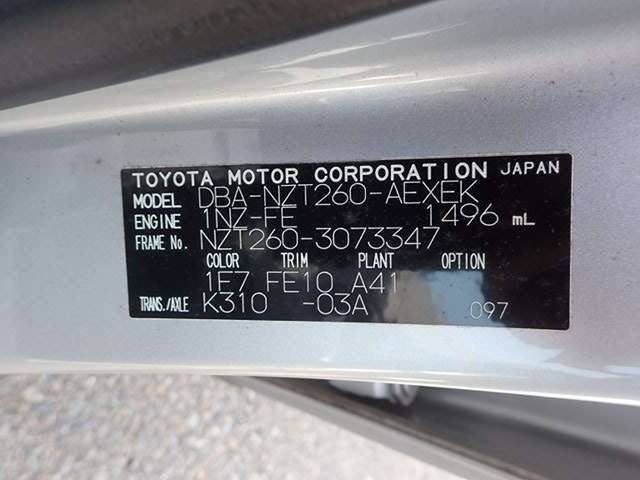 TOYOTA MOTOR CORPORATION JAPAN
MODEL DBA-NZT260-AEXEK
ENGINE 1NZ-FE 1496 mL
FRAME No. NZT260-3073347
COLOR TRIM PLANT OPTION
1F7 FE10 A41
TRANS./AXLE K310 -03A 097